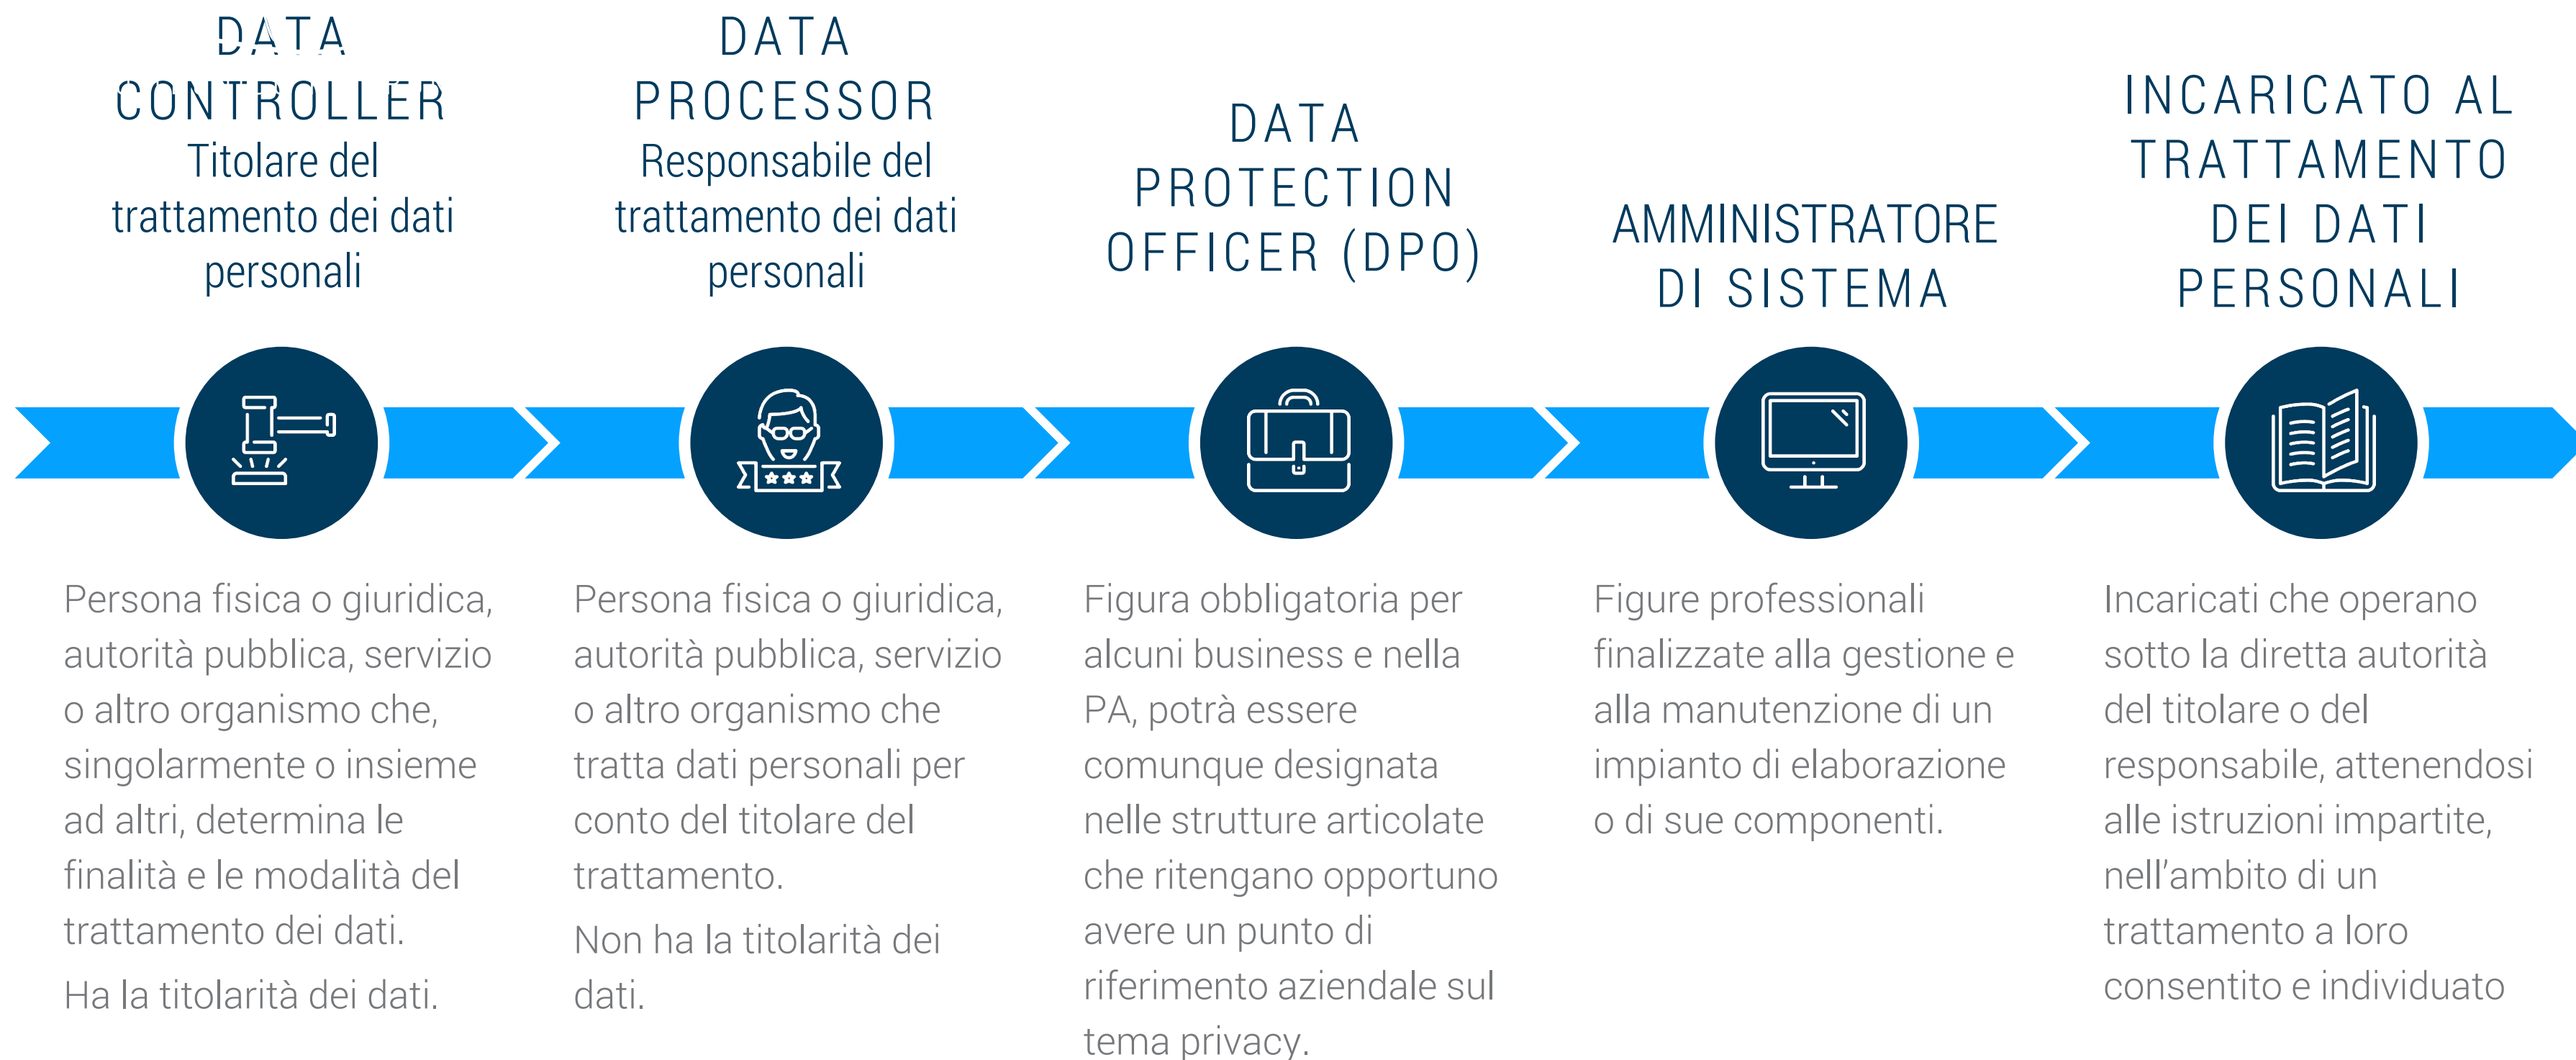 DATA
CONTROLLER
Titolare del
trattamento dei dati
personali
DATA
PROCESSOR
Responsabile del
trattamento dei dati
personali
DATA
PROTECTION
OFFICER (DPO)
AMMINISTRATORE
DI SISTEMA
INCARICATO AL
TRATTAMENTO
DEI DATI
PERSONALI
Persona fisica o giuridica,
autorità pubblica, servizio
o altro organismo che,
singolarmente o insieme
ad altri, determina le
finalità e le modalità del
trattamento dei dati.
Ha la titolarità dei dati.
Persona fisica o giuridica,
autorità pubblica, servizio
o altro organismo che
tratta dati personali per
conto del titolare del
trattamento.
Non ha la titolarità dei
dati.
Figura obbligatoria per
alcuni business e nella
PA, potrà essere
comunque designata
nelle strutture articolate
che ritengano opportuno
avere un punto di
riferimento aziendale sul
tema privacy.
Figure professionali
finalizzate alla gestione e
alla manutenzione di un
impianto di elaborazione
o di sue componenti.
Incaricati che operano
sotto la diretta autorità
del titolare o del
responsabile, attenendosi
alle istruzioni impartite,
nell’ambito di un
trattamento a loro
consentito e individuato